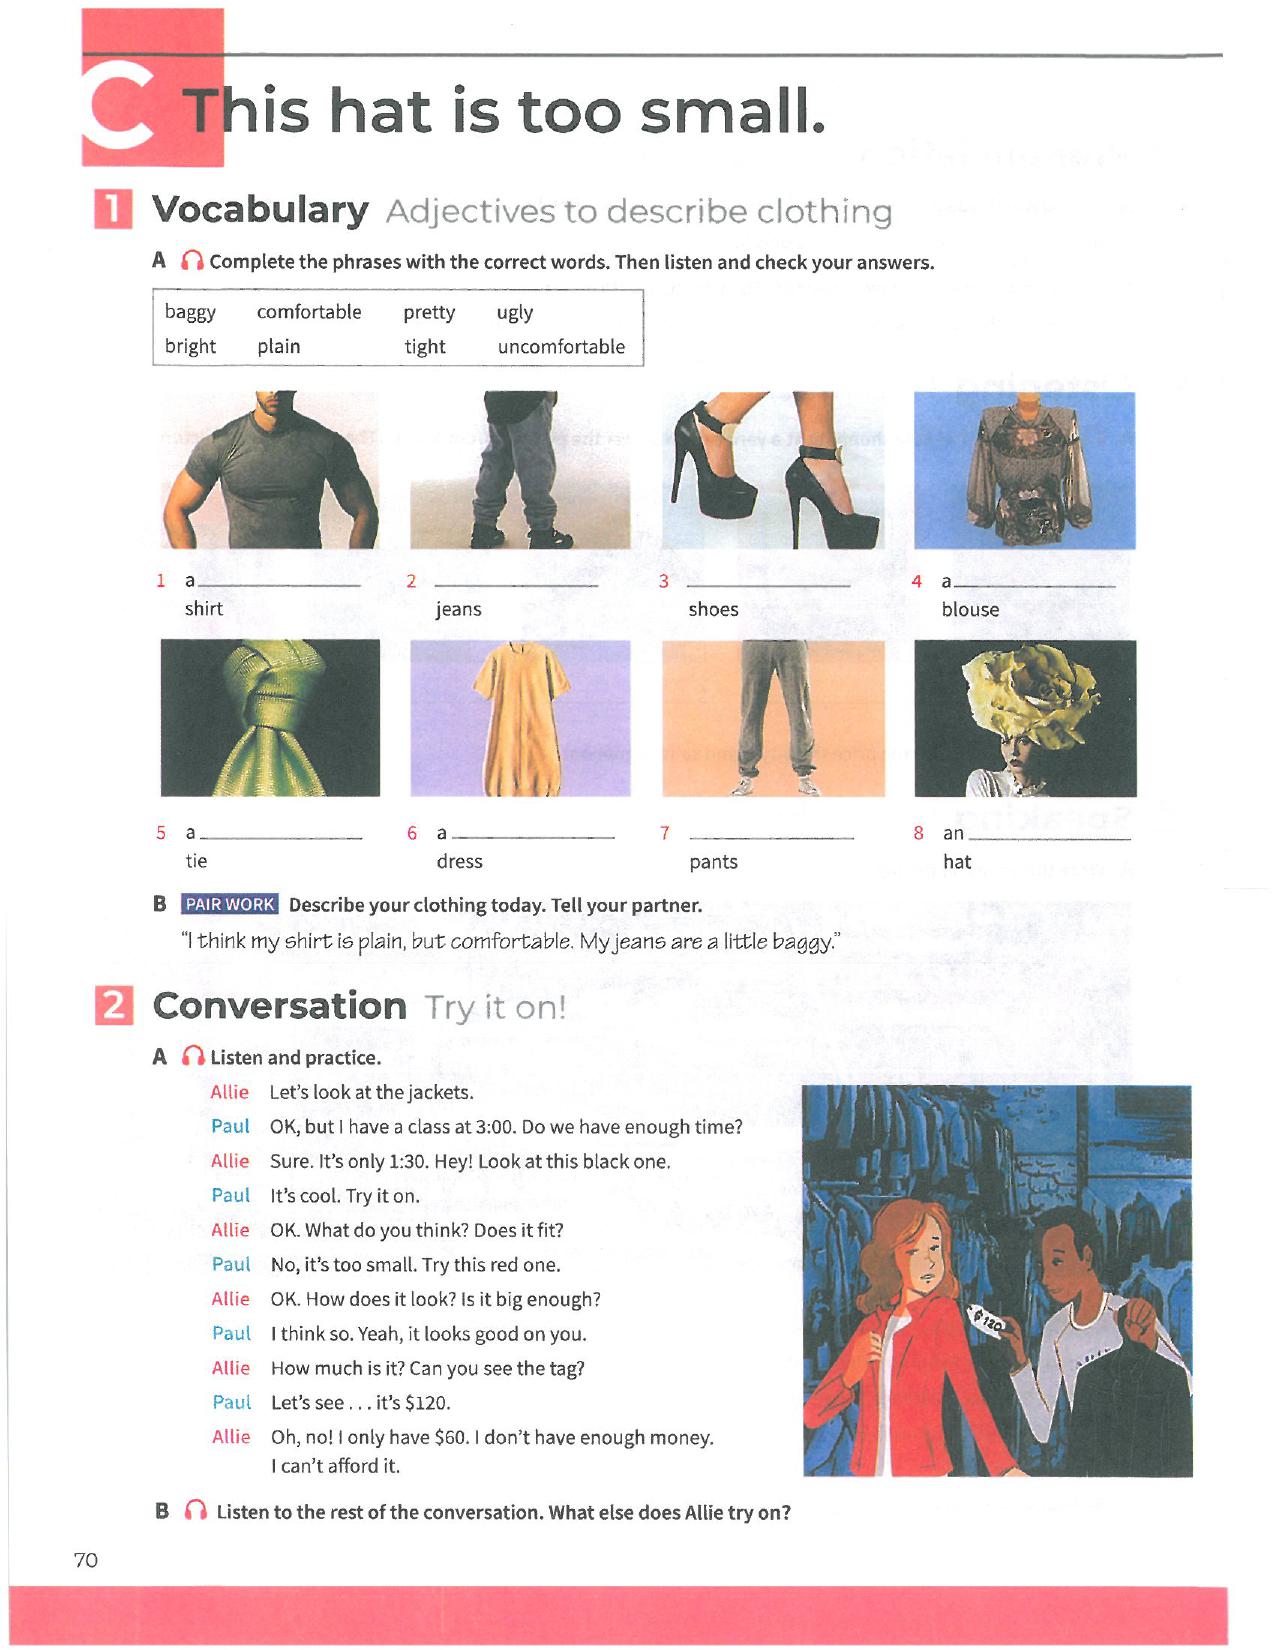 C This hat is too small.
1 Vocabulary Adjectives to describe clothing
A Complete the phrases with the correct words. Then listen and check your answers.
baggy comfortable pretty ugly
bright plain tight uncomfortable
1 a____________ shirt
2 ____________ jeans
3 ____________ shoes
4 a____________ blouse
5 a____________ tie
6 a____________ dress
7 ____________ pants
8 an____________ hat
B PAIR WORK Describe your clothing today. Tell your partner.
“I think my shirt is plain, but comfortable. My jeans are a little baggy.”
2 Conversation Try it on!
A Listen and practice.
Allie Let’s look at the jackets.
Paul OK, but I have a class at 3:00. Do we have enough time?
Allie Sure. It’s only 1:30. Hey! Look at this black one.
Paul It’s cool. Try it on.
Allie OK. What do you think? Does it fit?
Paul No, it’s too small. Try this red one.
Allie OK. How does it look? Is it big enough?
Paul I think so. Yeah, it looks good on you.
Allie How much is it? Can you see the tag?
Paul Let’s see . . . it’s $120.
Allie Oh, no! I only have $60. I don’t have enough money.
I can’t afford it.
$120
B Listen to the rest of the conversation. What else does Allie try on?
70